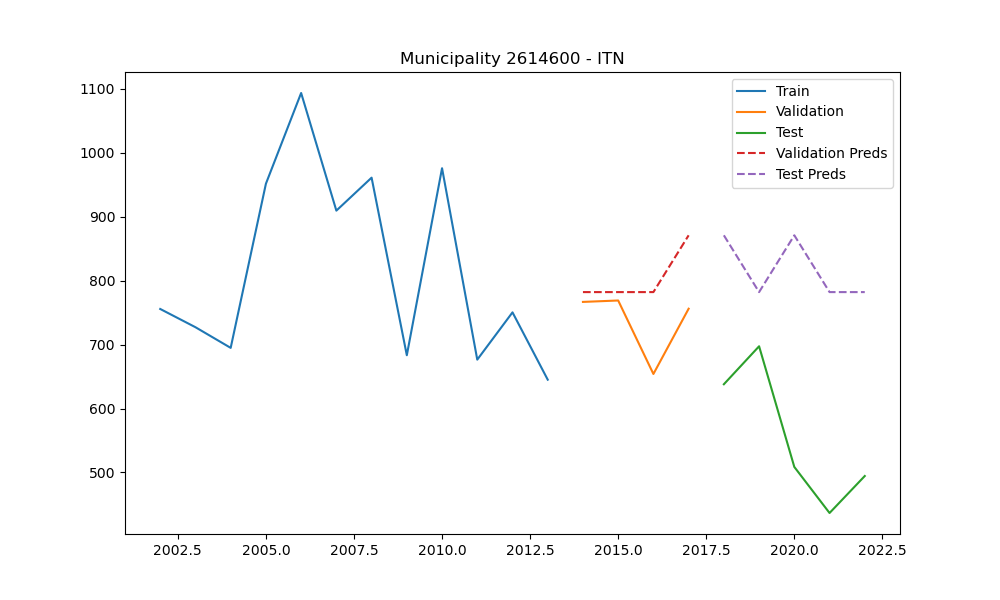 Municipality 2614600 - ITN
1100
1000
900
800
700
600
500
Train
Validation
Test
Validation Preds
Test Preds
2002.5 2005.0 2007.5 2010.0 2012.5 2015.0 2017.5 2020.0 2022.5